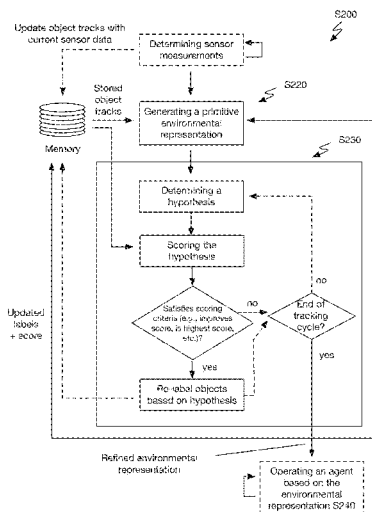 S200
Update object tracks with
current sensor data
Determining sensor
measurements
Stored
object
tracks
S220
Generating a primitive
environmental
representation
Memory
S230
Determining a
hypothesis
Scoring the
hypothesis
no
Satisfies scoring
criteria (e.g., improves
score, is highest score,
etc.)?
no
End of
tracking
cycle?
Updated
labels
+ score
yes
yes
Re-label objects
based on hypothesis
Refined environmental
representation
Operating an agent
based on the
environmental
representation S240